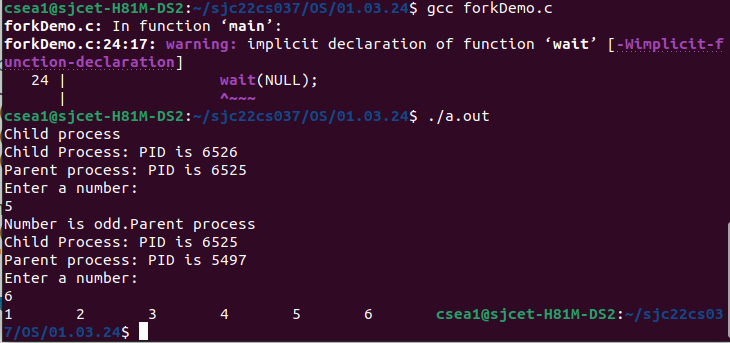 csea1@sjcet-H81M-DS2:~/sjc22cs037/OS/01.03.24$ gcc forkDemo.c
forkDemo.c: In function ‘main’:
forkDemo.c:24:17: warning: implicit declaration of function ‘wait’ [-Wimplicit-f
unction-declaration]
   24 |                 wait(NULL);
      |                 ^~~~
csea1@sjcet-H81M-DS2:~/sjc22cs037/OS/01.03.24$ ./a.out
Child process
Child Process: PID is 6526
Parent process: PID is 6525
Enter a number:
5
Number is odd.Parent process
Child Process: PID is 6525
Parent process: PID is 5497
Enter a number:
6
1       2       3       4       5       6       csea1@sjcet-H81M-DS2:~/sjc22cs03
7/OS/01.03.24$